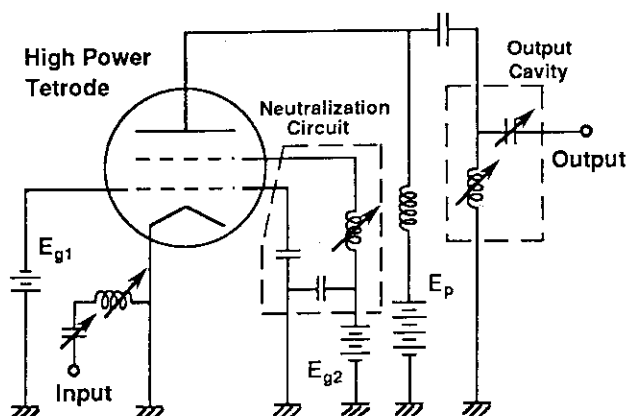 High Power
Tetrode
Neutralization
Circuit
Output
Cavity
Output
Eg1
Ep
Eg2
Input